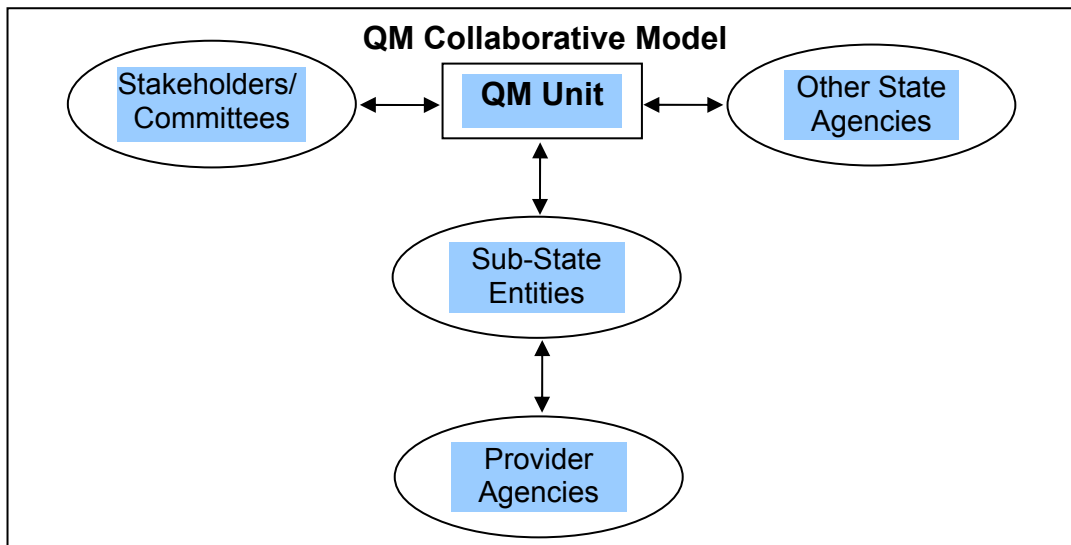 QM Collaborative Model
Stakeholders/
Committees
QM Unit
Other State
Agencies
Sub-State
Entities
Provider
Agencies